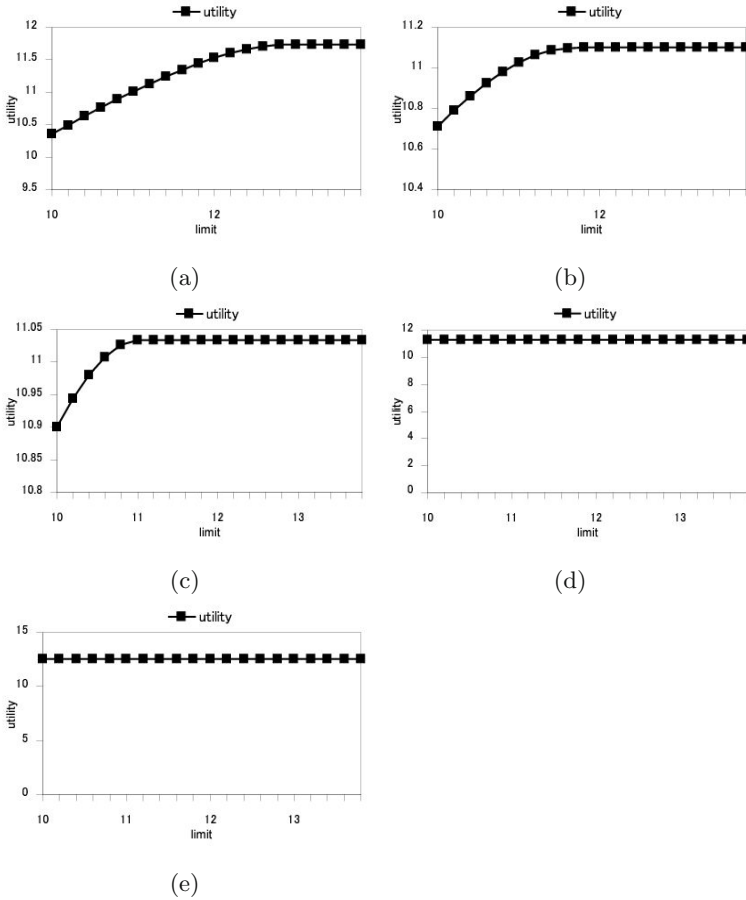 utility
12
11.5
11
10.5
10
9.5
utility
10 12
limit
(a)
utility
11.2
11
10.8
10.6
10.4
utility
10 12
limit
(b)
utility
11.05
11
10.95
10.9
10.85
10.8
utility
10 11 12 13
limit
(c)
utility
12
10
8
6
4
2
0
utility
10 11 12 13
limit
(d)
utility
15
10
5
0
utility
10 11 12 13
limit
(e)